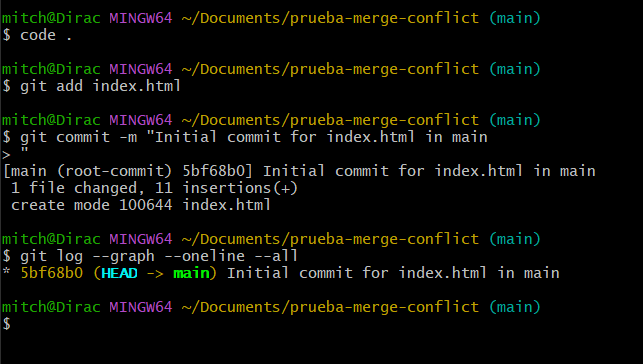 mitch@Dirac MINGW64 ~/Documents/prueba-merge-conflict (main)
$ code .
mitch@Dirac MINGW64 ~/Documents/prueba-merge-conflict (main)
$ git add index.html
mitch@Dirac MINGW64 ~/Documents/prueba-merge-conflict (main)
$ git commit -m "Initial commit for index.html in main
> "
[main (root-commit) 5bf68b0] Initial commit for index.html in main
 1 file changed, 11 insertions(+)
 create mode 100644 index.html
mitch@Dirac MINGW64 ~/Documents/prueba-merge-conflict (main)
$ git log --graph --oneline --all
* 5bf68b0 (HEAD -> main) Initial commit for index.html in main
mitch@Dirac MINGW64 ~/Documents/prueba-merge-conflict (main)
$